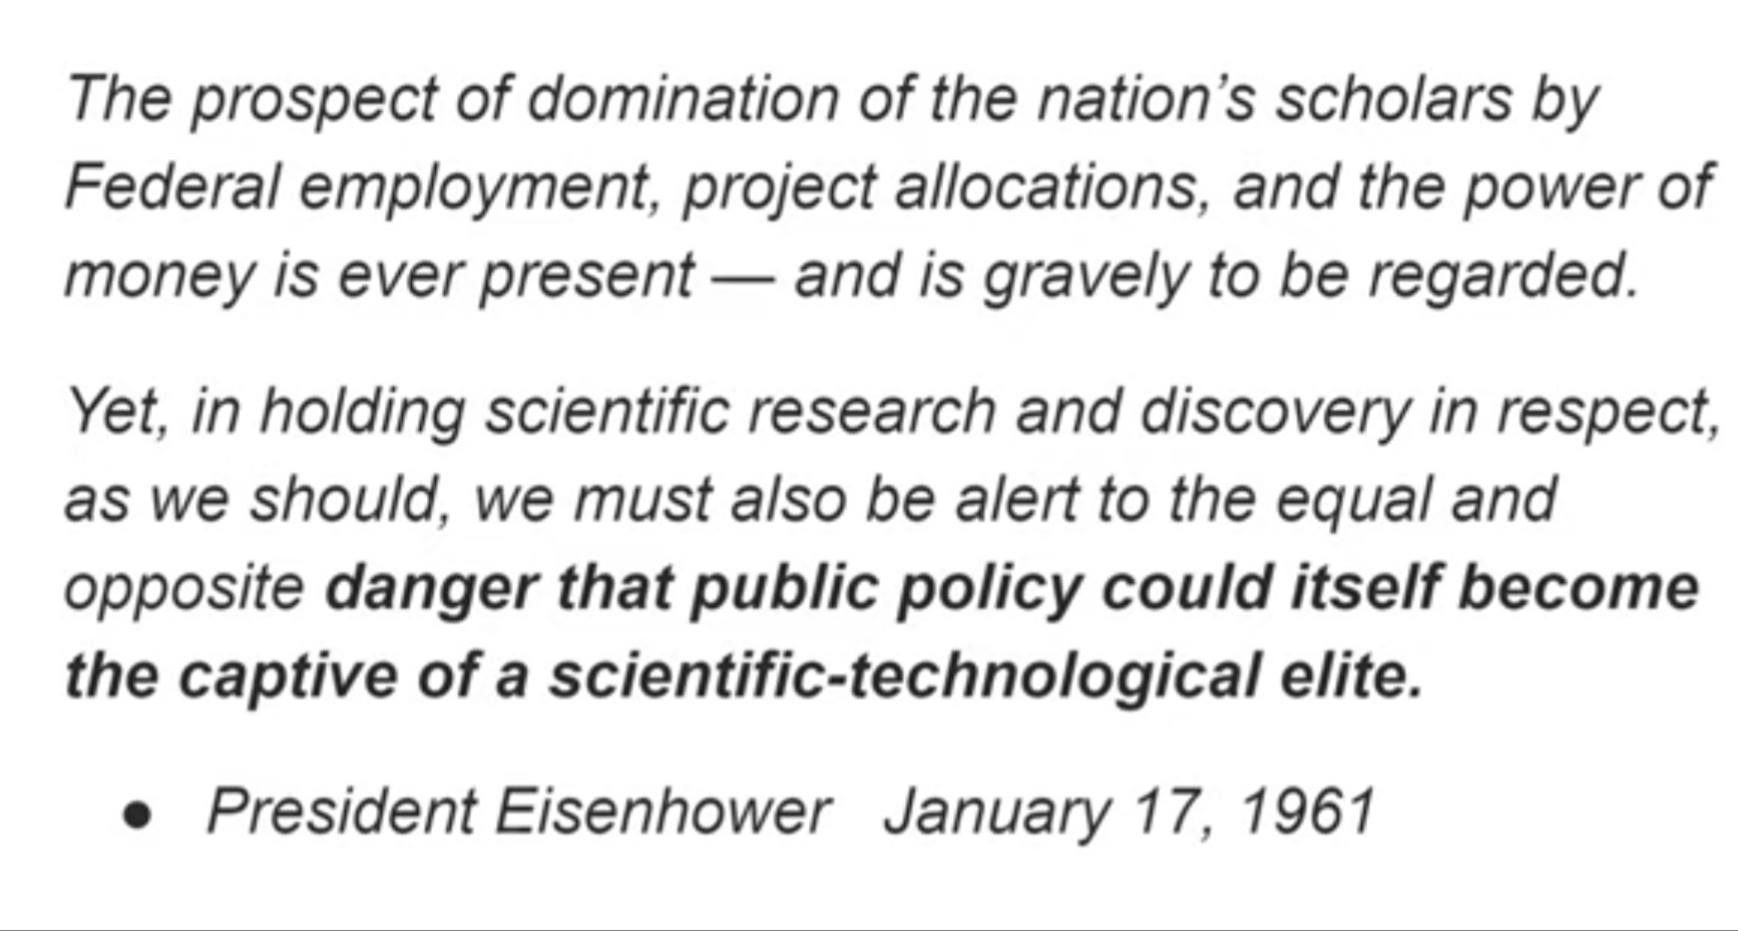 The prospect of domination of the nation’s scholars by
Federal employment, project allocations, and the power of
money is ever present — and is gravely to be regarded.
Yet, in holding scientific research and discovery in respect,
as we should, we must also be alert to the equal and
opposite danger that public policy could itself become
the captive of a scientific-technological elite.
● President Eisenhower January 17, 1961